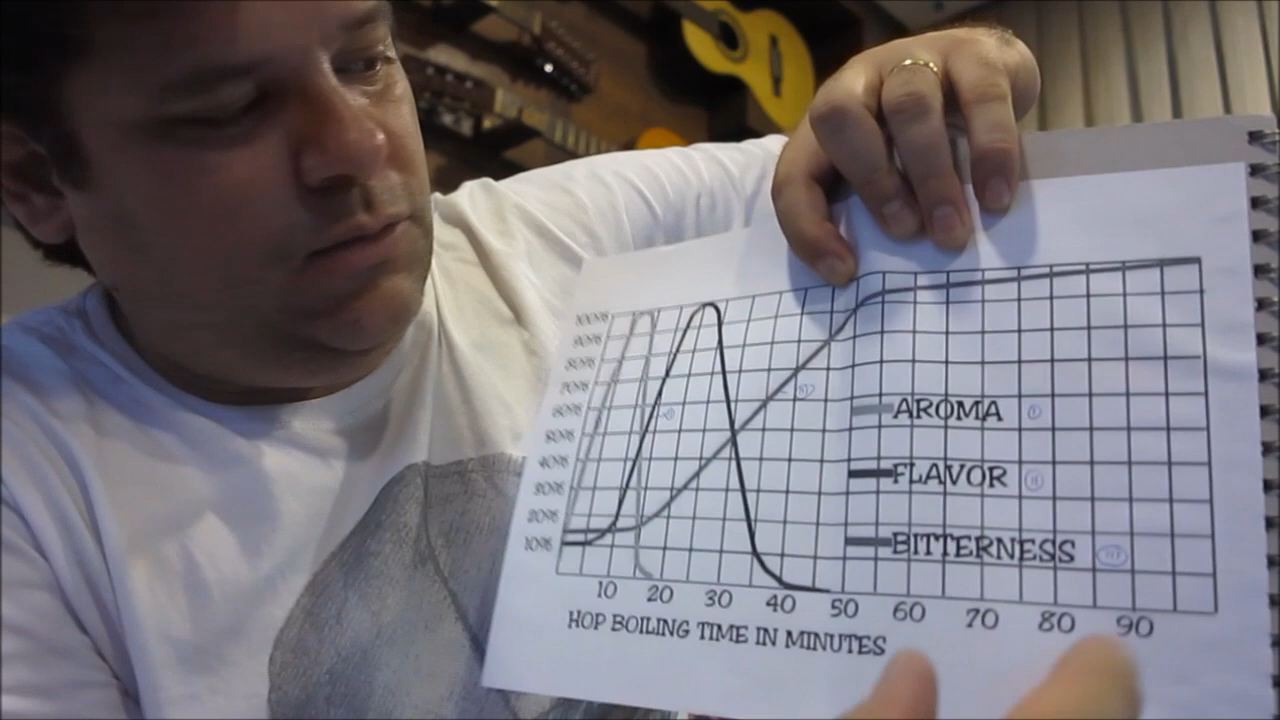 100%
90%
80%
70%
60%
50%
40%
30%
20%
10%
AROMA
FLAVOR
BITTERNESS
10 20 30 40 50 60 70 80 90
HOP BOILING TIME IN MINUTES